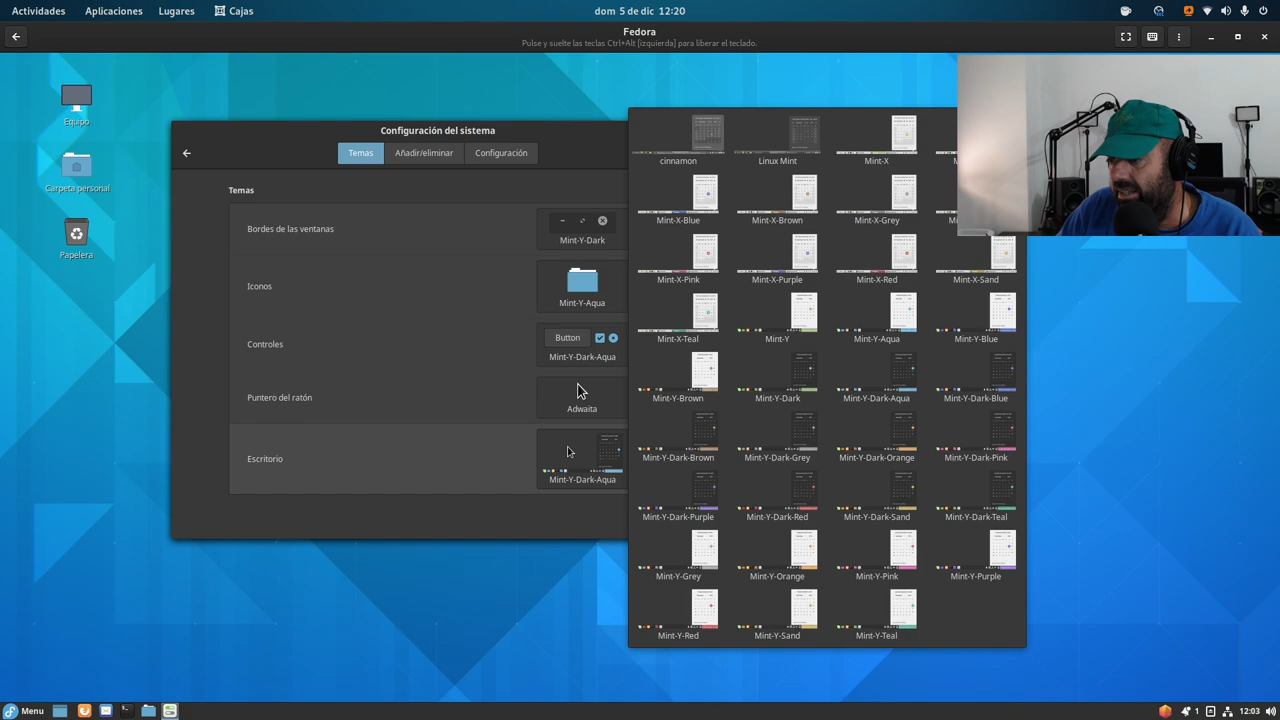 Actividades Aplicaciones Lugares Cajas dom 5 de dic 12:20
Fedora
Pulse y suelte las teclas Ctrl+Alt [izquierda] para liberar el teclado.
Equipo
Carpeta personal
Papelera
Configuración del sistema
Temas Añadir/eliminar Configuración
Temas
Bordes de las ventanas
Mint-Y-Dark
Iconos
Mint-Y-Aqua
Controles
Button
Mint-Y-Dark-Aqua
Puntero del ratón
Adwaita
Escritorio
Mint-Y-Dark-Aqua
cinnamon Linux Mint Mint-X
Mint-X-Blue Mint-X-Brown Mint-X-Grey
Mint-X-Pink Mint-X-Purple Mint-X-Red Mint-X-Sand
Mint-X-Teal Mint-Y Mint-Y-Aqua Mint-Y-Blue
Mint-Y-Brown Mint-Y-Dark Mint-Y-Dark-Aqua Mint-Y-Dark-Blue
Mint-Y-Dark-Brown Mint-Y-Dark-Grey Mint-Y-Dark-Orange Mint-Y-Dark-Pink
Mint-Y-Dark-Purple Mint-Y-Dark-Red Mint-Y-Dark-Sand Mint-Y-Dark-Teal
Mint-Y-Grey Mint-Y-Orange Mint-Y-Pink Mint-Y-Purple
Mint-Y-Red Mint-Y-Sand Mint-Y-Teal
Menu 1 12:03